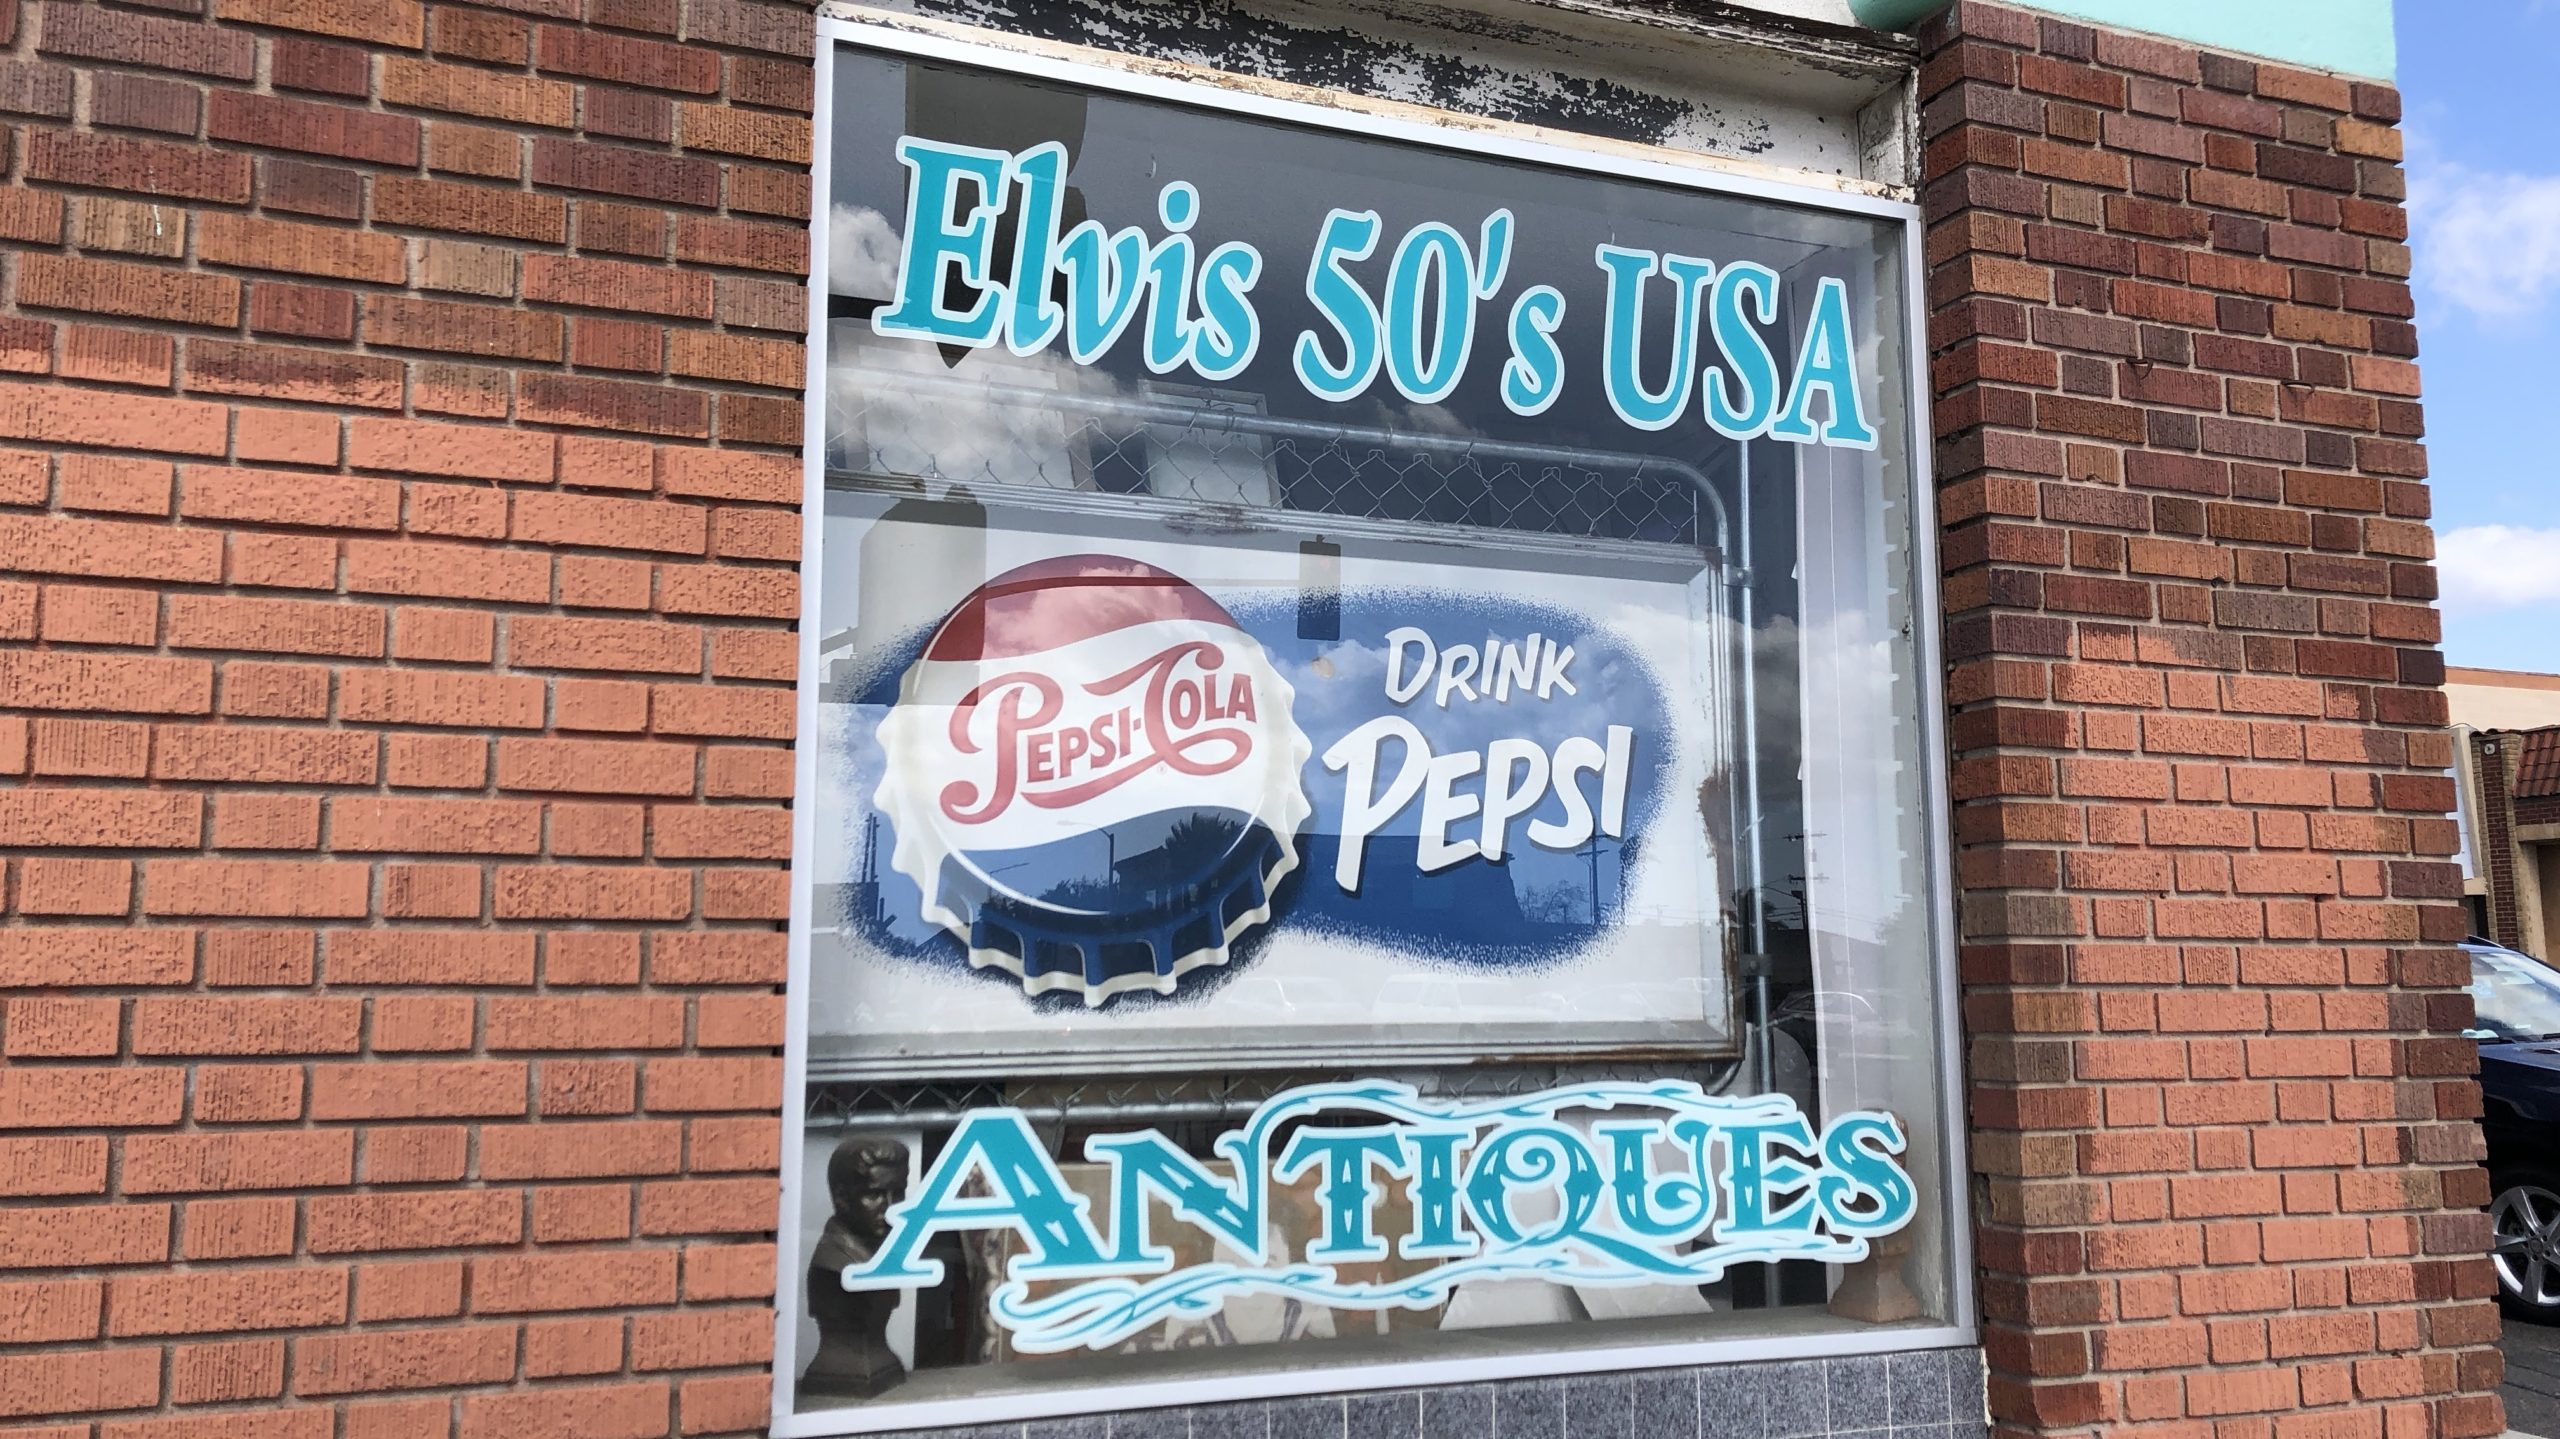 Elvis 50's USA
PEPSI-COLA
DRINK
PEPSI
ANTIQUES